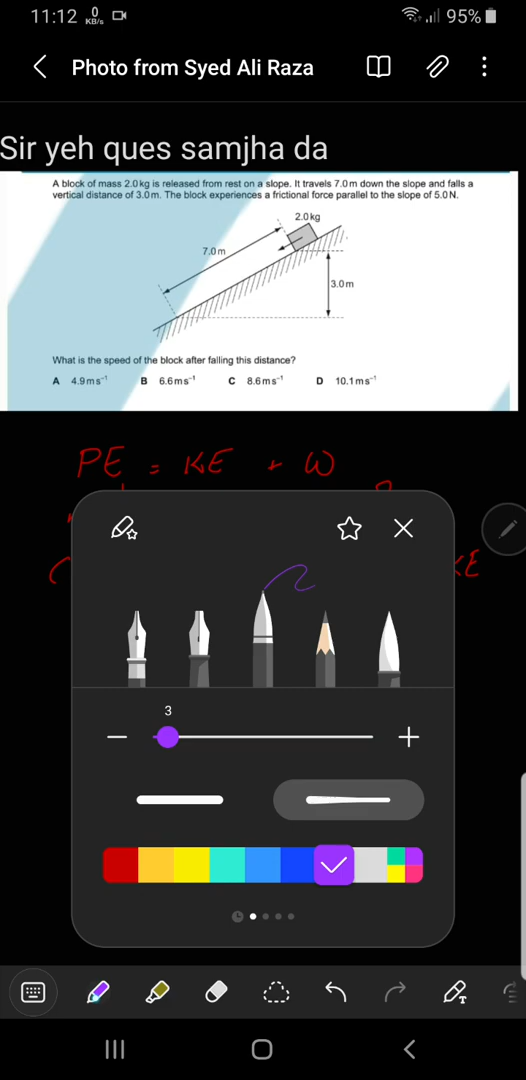 11:12 0 KB/s 95%
Photo from Syed Ali Raza
Sir yeh ques samjha da
A block of mass 2.0 kg is released from rest on a slope. It travels 7.0 m down the slope and falls a
vertical distance of 3.0 m. The block experiences a frictional force parallel to the slope of 5.0 N.
2.0 kg
7.0 m
3.0 m
What is the speed of the block after falling this distance?
A 4.9 m s⁻¹ B 6.6 m s⁻¹ C 8.6 m s⁻¹ D 10.1 m s⁻¹
PE = KE + W
KE
3